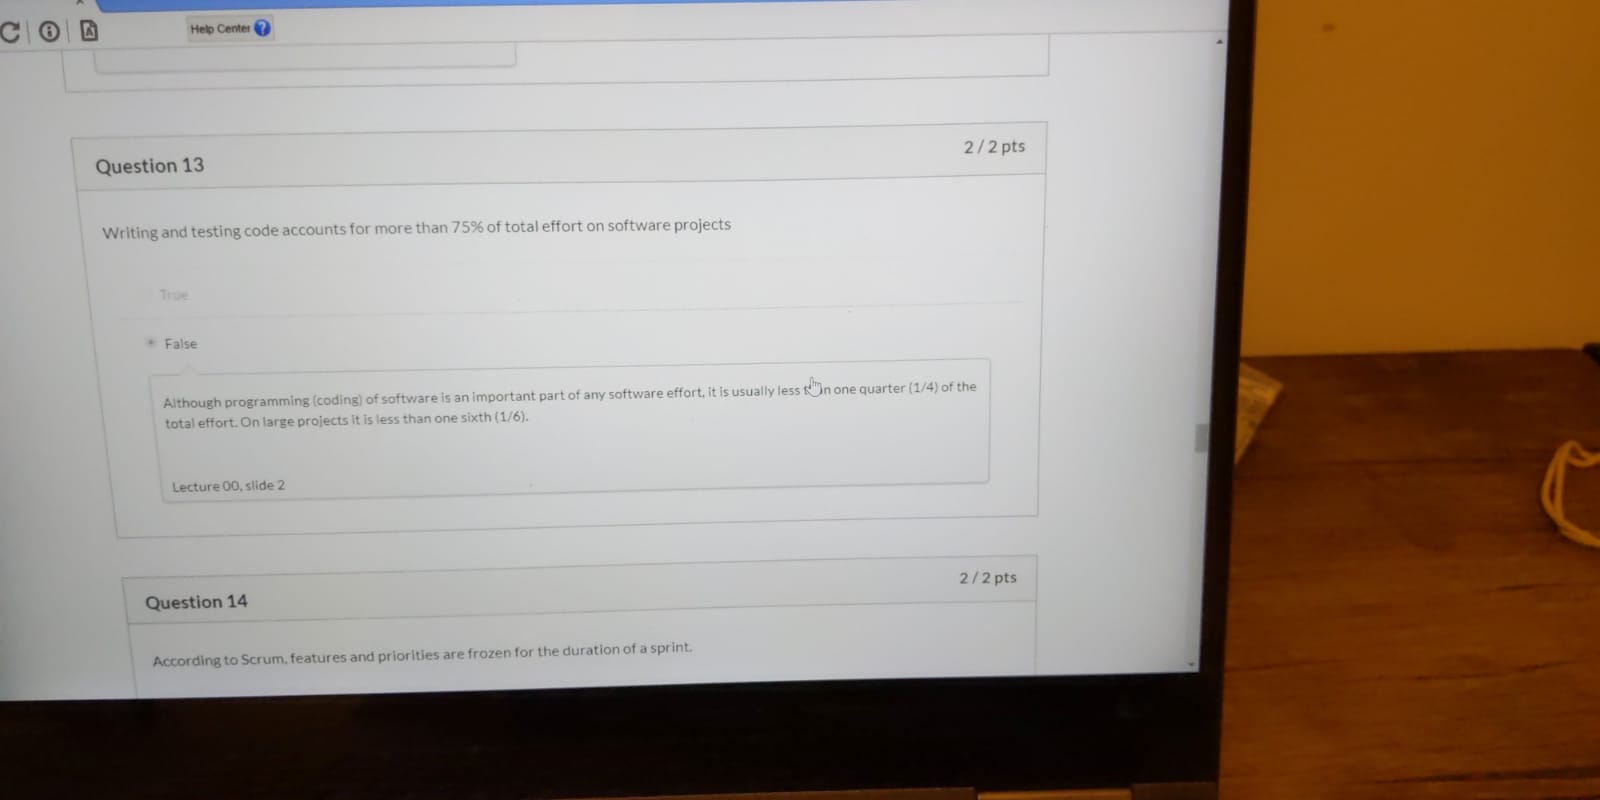 Help Center ?
Question 13
2 / 2 pts
Writing and testing code accounts for more than 75% of total effort on software projects
True
False
Although programming (coding) of software is an important part of any software effort, it is usually less in one quarter (1/4) of the
total effort. On large projects it is less than one sixth (1/6).
Lecture 00, slide 2
Question 14
2 / 2 pts
According to Scrum, features and priorities are frozen for the duration of a sprint.